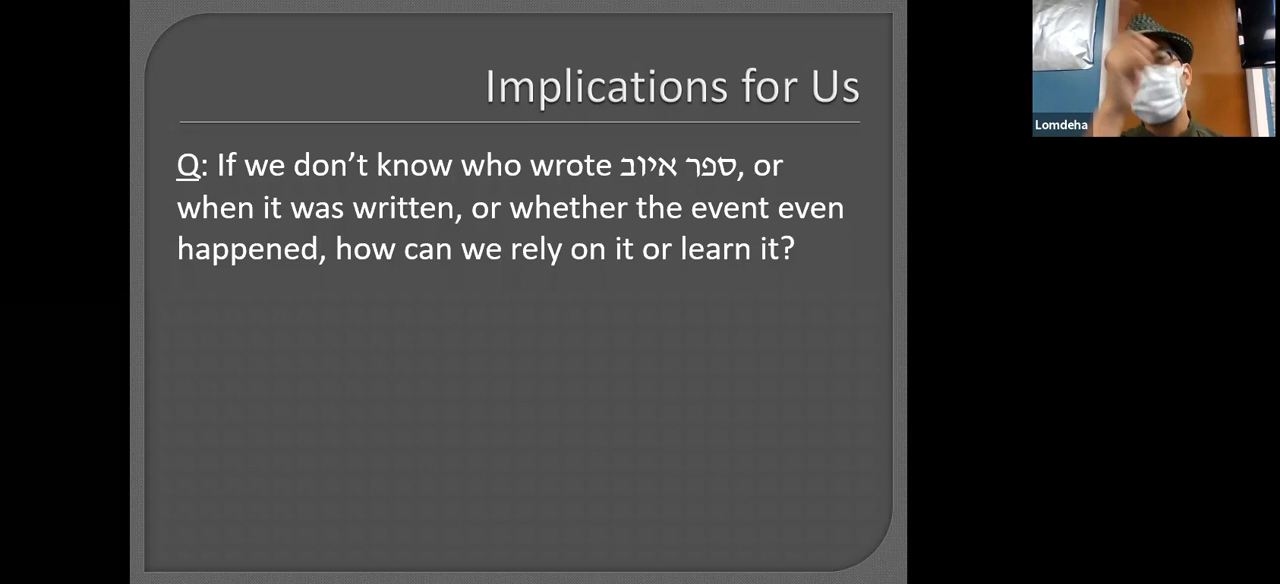 Implications for Us
Q: If we don't know who wrote ספר איוב, or
when it was written, or whether the event even
happened, how can we rely on it or learn it?
Lomdeha